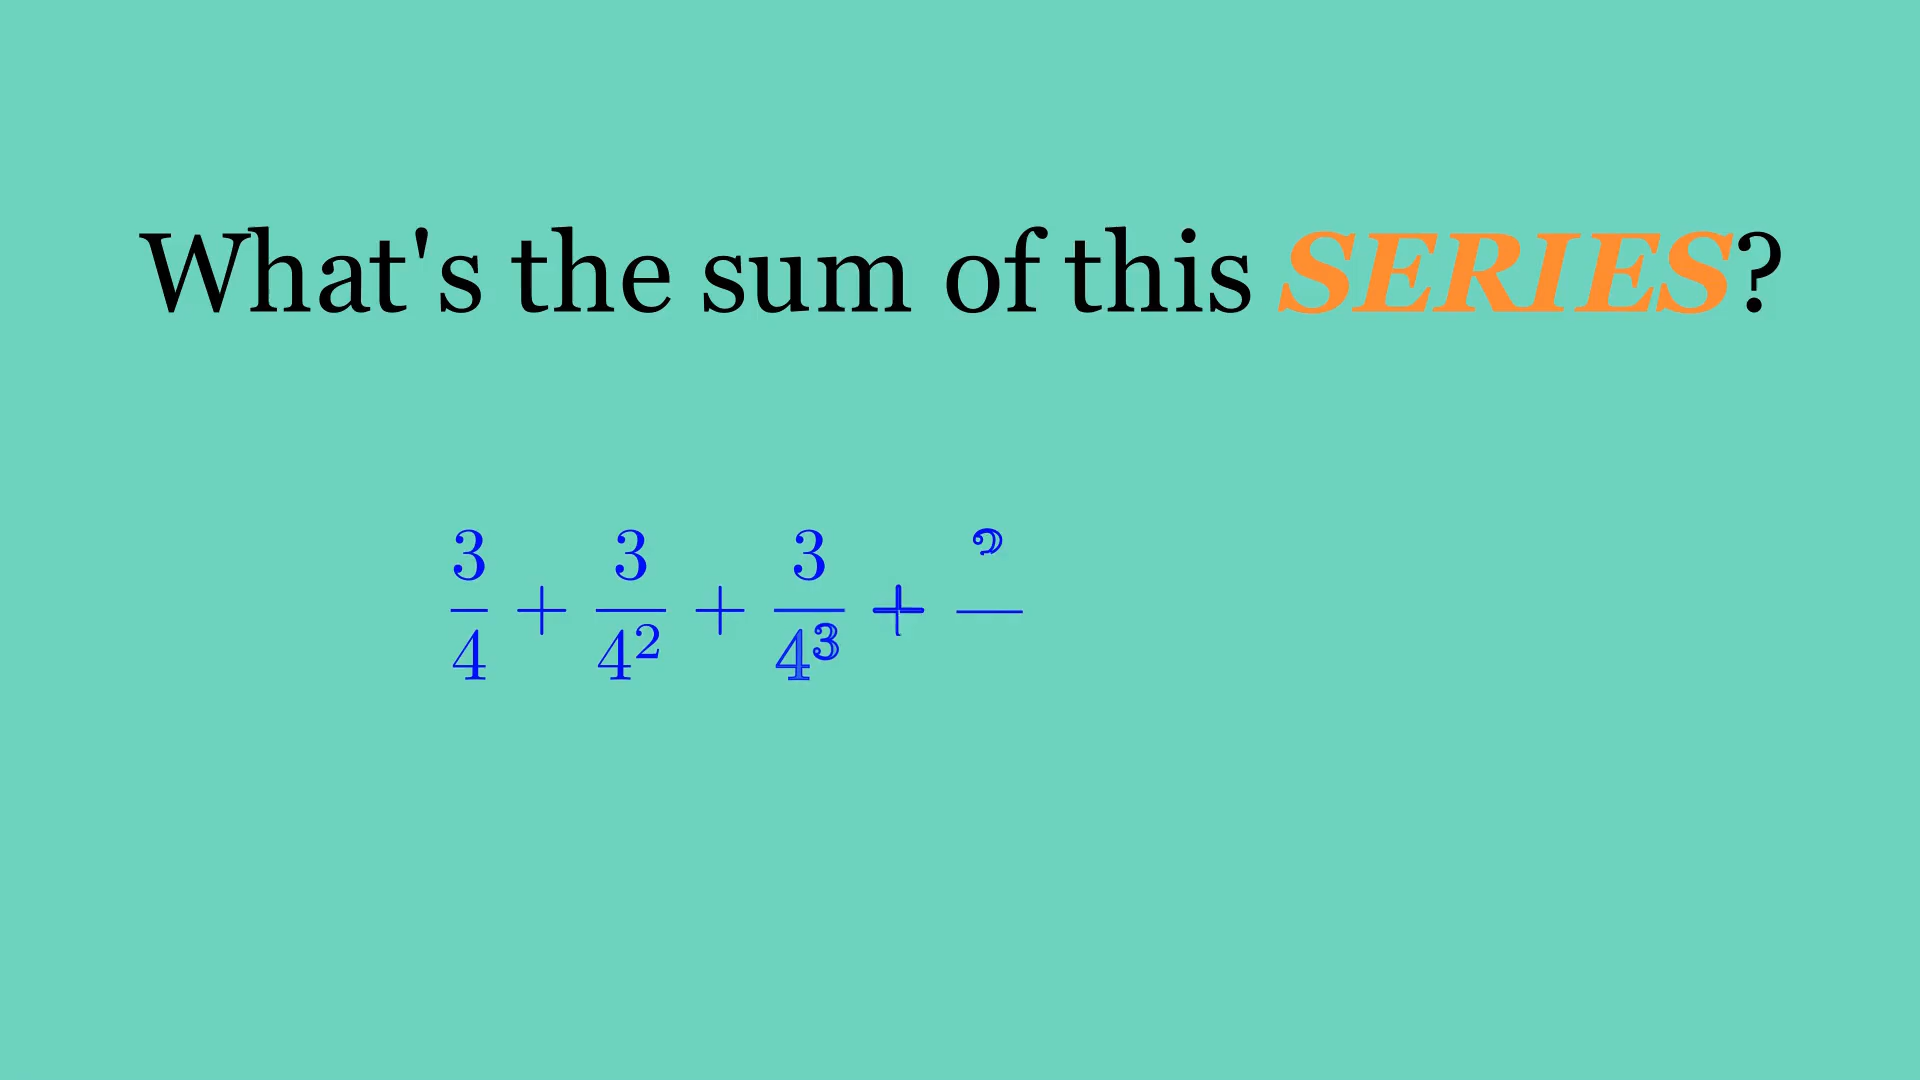 What's the sum of this SERIES?
3/4 + 3/4² + 3/4³ +